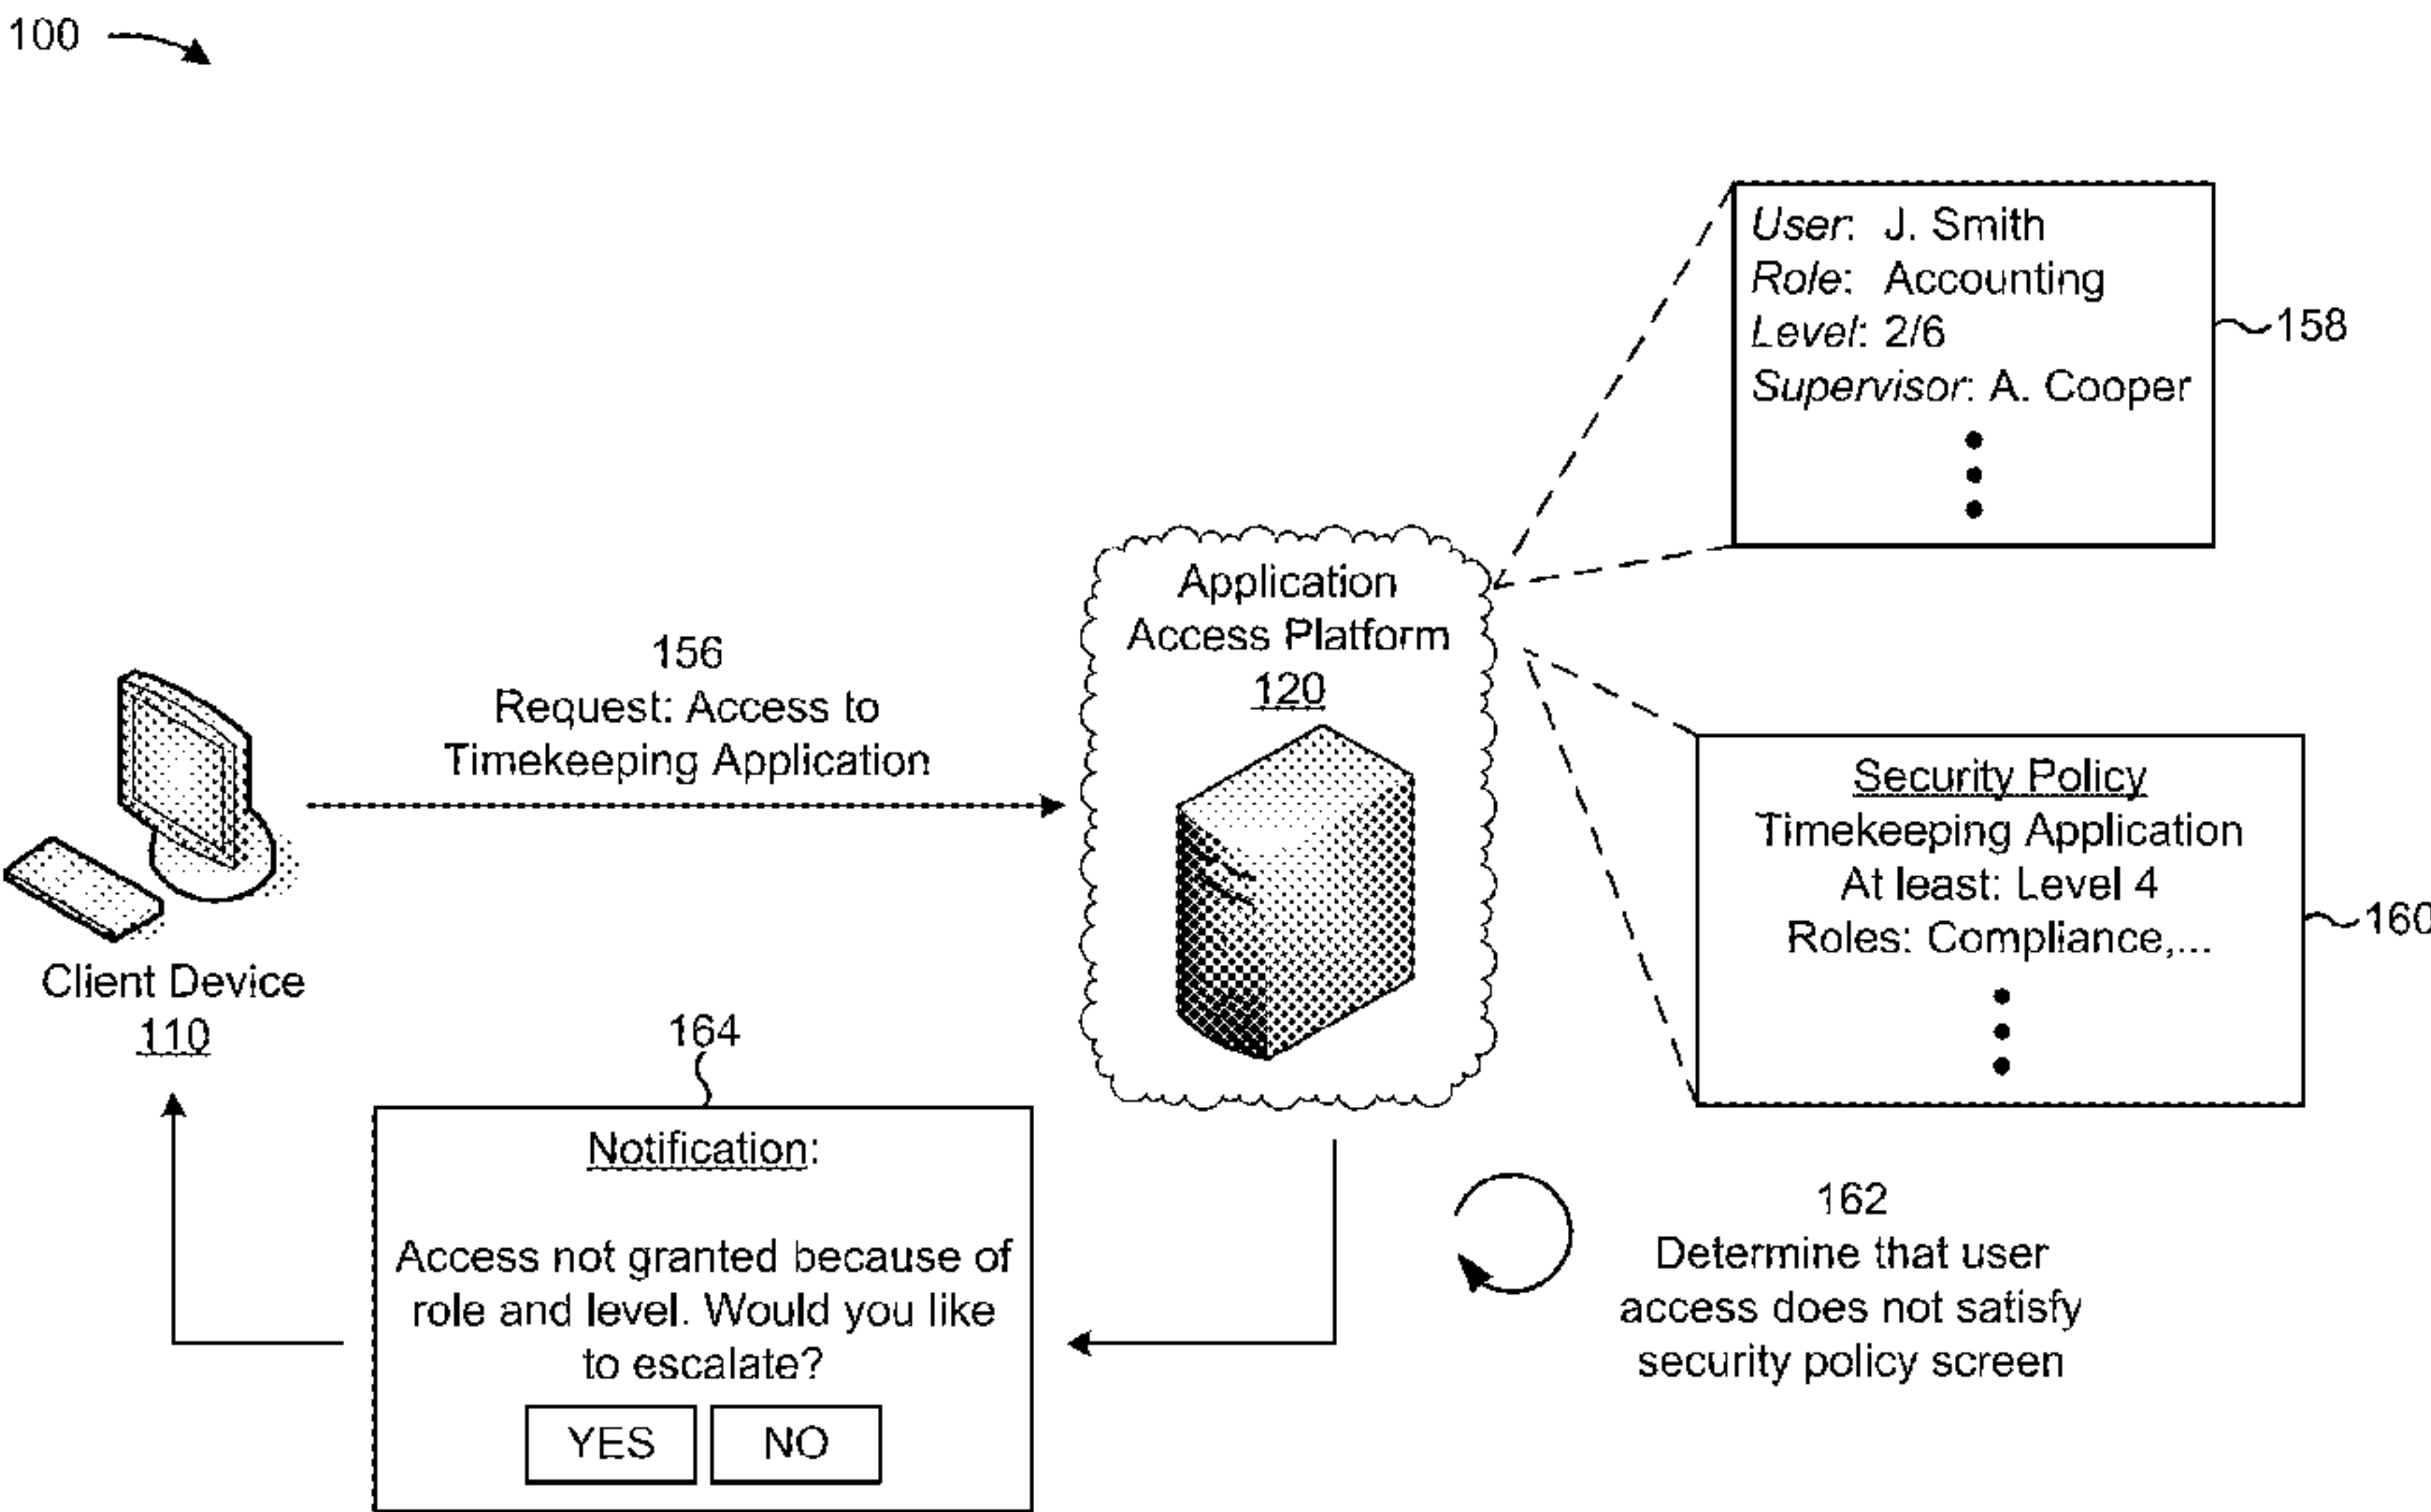 100
User: J. Smith
Role: Accounting
Level: 2/6
Supervisor: A. Cooper
158
Application
Access Platform
120
156
Request: Access to
Timekeeping Application
Client Device
110
Security Policy
Timekeeping Application
At least: Level 4
Roles: Compliance,...
160
164
Notification:
Access not granted because of
role and level. Would you like
to escalate?
YES NO
162
Determine that user
access does not satisfy
security policy screen